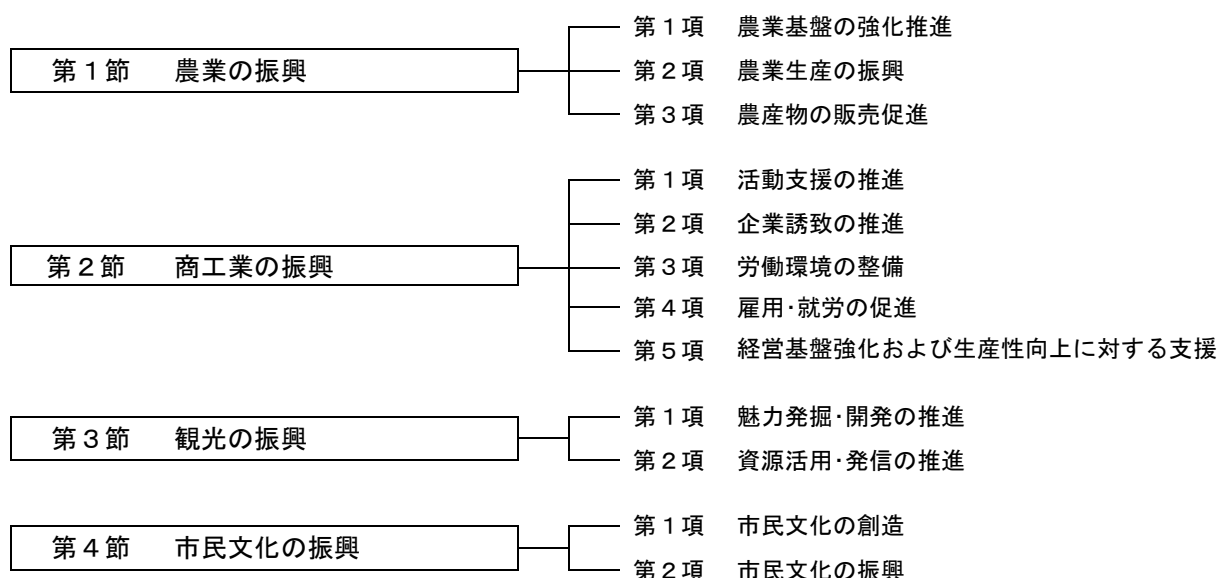 第１節　農業の振興
第１項　農業基盤の強化推進
第２項　農業生産の振興
第３項　農産物の販売促進
第２節　商工業の振興
第１項　活動支援の推進
第２項　企業誘致の推進
第３項　労働環境の整備
第４項　雇用･就労の促進
第５項　経営基盤強化および生産性向上に対する支援
第３節　観光の振興
第１項　魅力発掘･開発の推進
第２項　資源活用･発信の推進
第４節　市民文化の振興
第１項　市民文化の創造
第２項　市民文化の振興